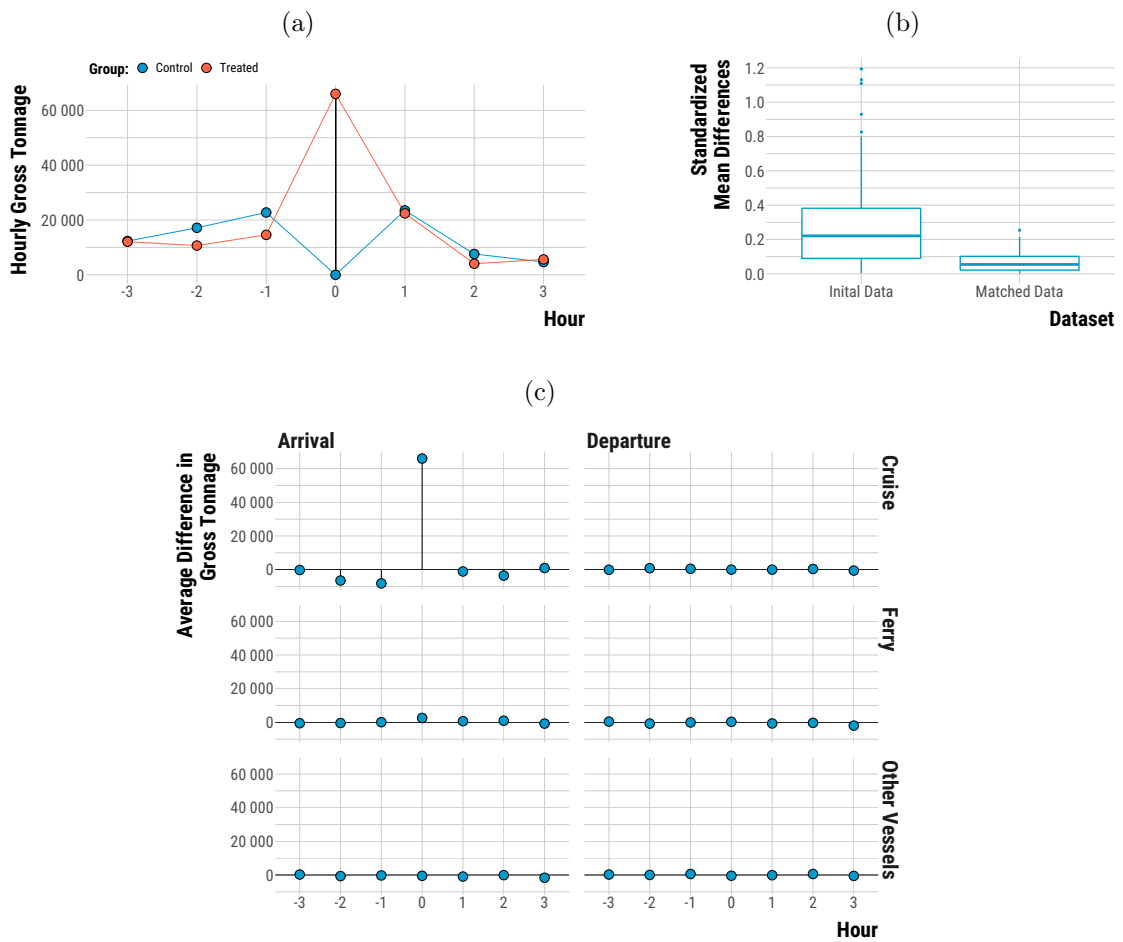 (a)
Group: Control Treated
Hourly Gross Tonnage
60 000
40 000
20 000
0
-3 -2 -1 0 1 2 3
Hour
(b)
Standardized
Mean Differences
1.2
1.0
0.8
0.6
0.4
0.2
0.0
Inital Data Matched Data
Dataset
(c)
Arrival Departure
Average Difference in
Gross Tonnage
60 000
40 000
20 000
0
Cruise
60 000
40 000
20 000
0
Ferry
60 000
40 000
20 000
0
Other Vessels
-3 -2 -1 0 1 2 3 -3 -2 -1 0 1 2 3
Hour